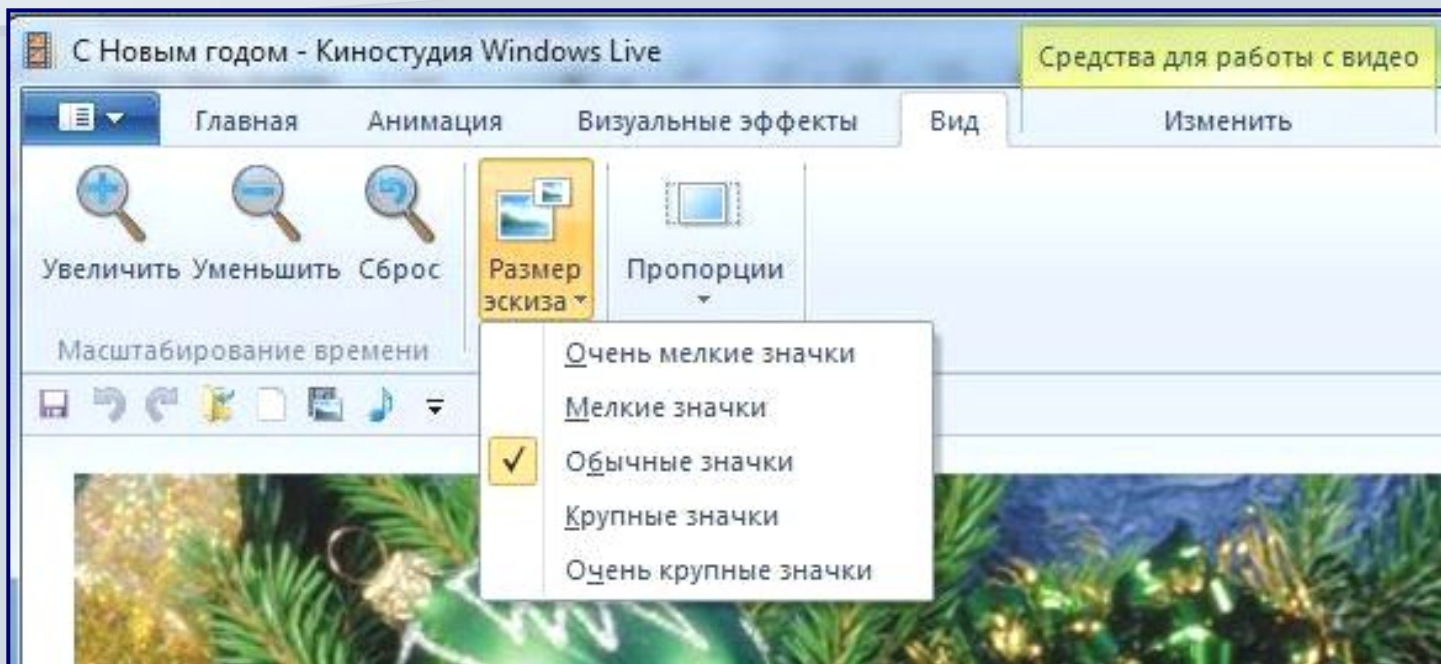 С Новым годом - Киностудия Windows Live
Средства для работы с видео
Главная Анимация Визуальные эффекты Вид Изменить
Увеличить Уменьшить Сброс
Размер
эскиза
Пропорции
Масштабирование времени
Очень мелкие значки
Мелкие значки
Обычные значки
Крупные значки
Очень крупные значки